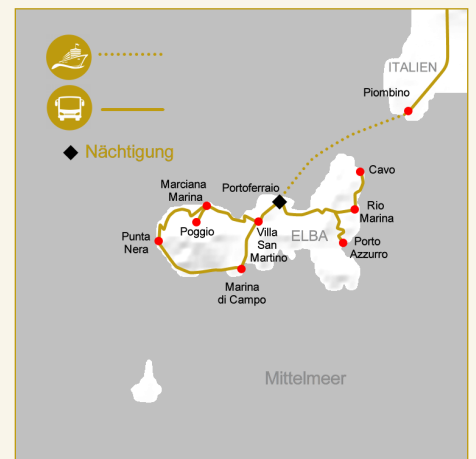 ITALIEN
Piombino
Nächtigung
Cavo
Marciana
Marina
Portoferraio
Rio
Marina
Poggio
Villa
San
Martino
ELBA
Punta
Nera
Porto
Azzurro
Marina
di Campo
Mittelmeer